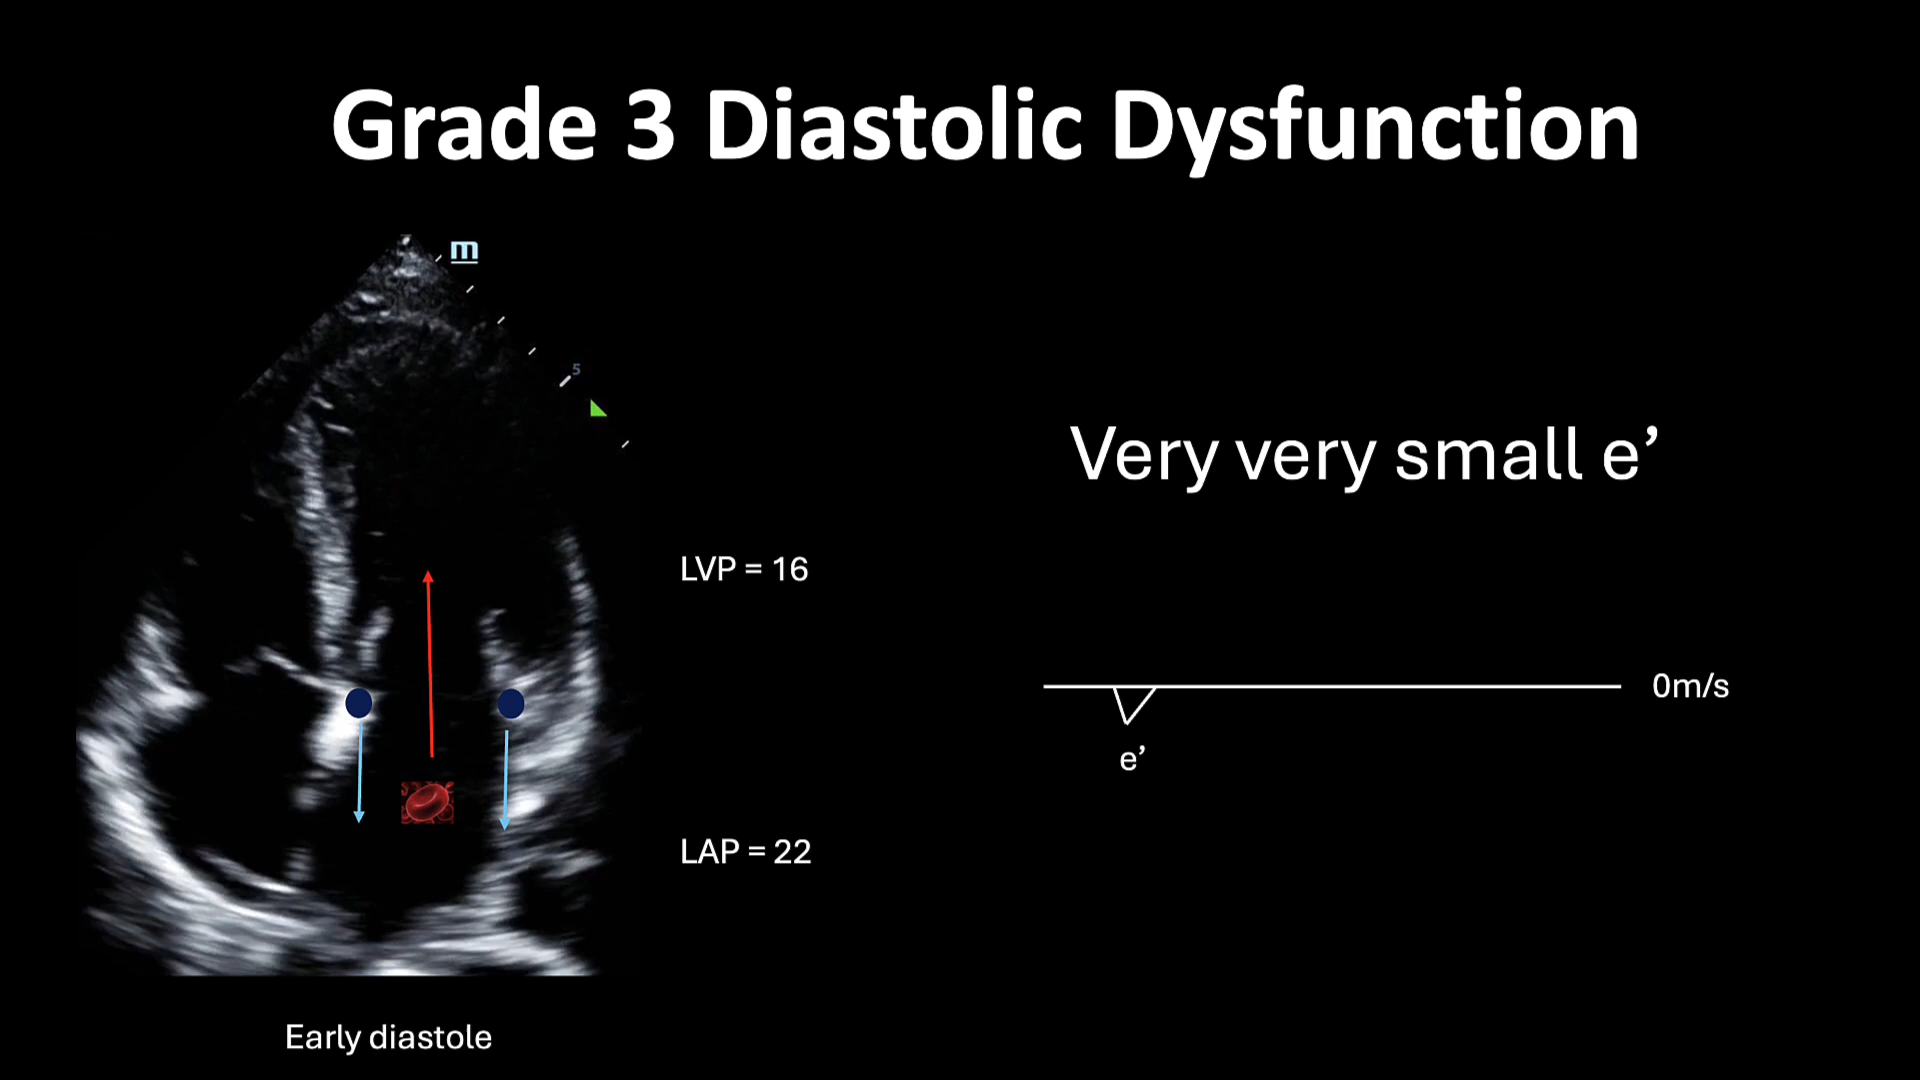 Grade 3 Diastolic Dysfunction
m
5
Very very small e’
LVP = 16
0m/s
e’
LAP = 22
Early diastole